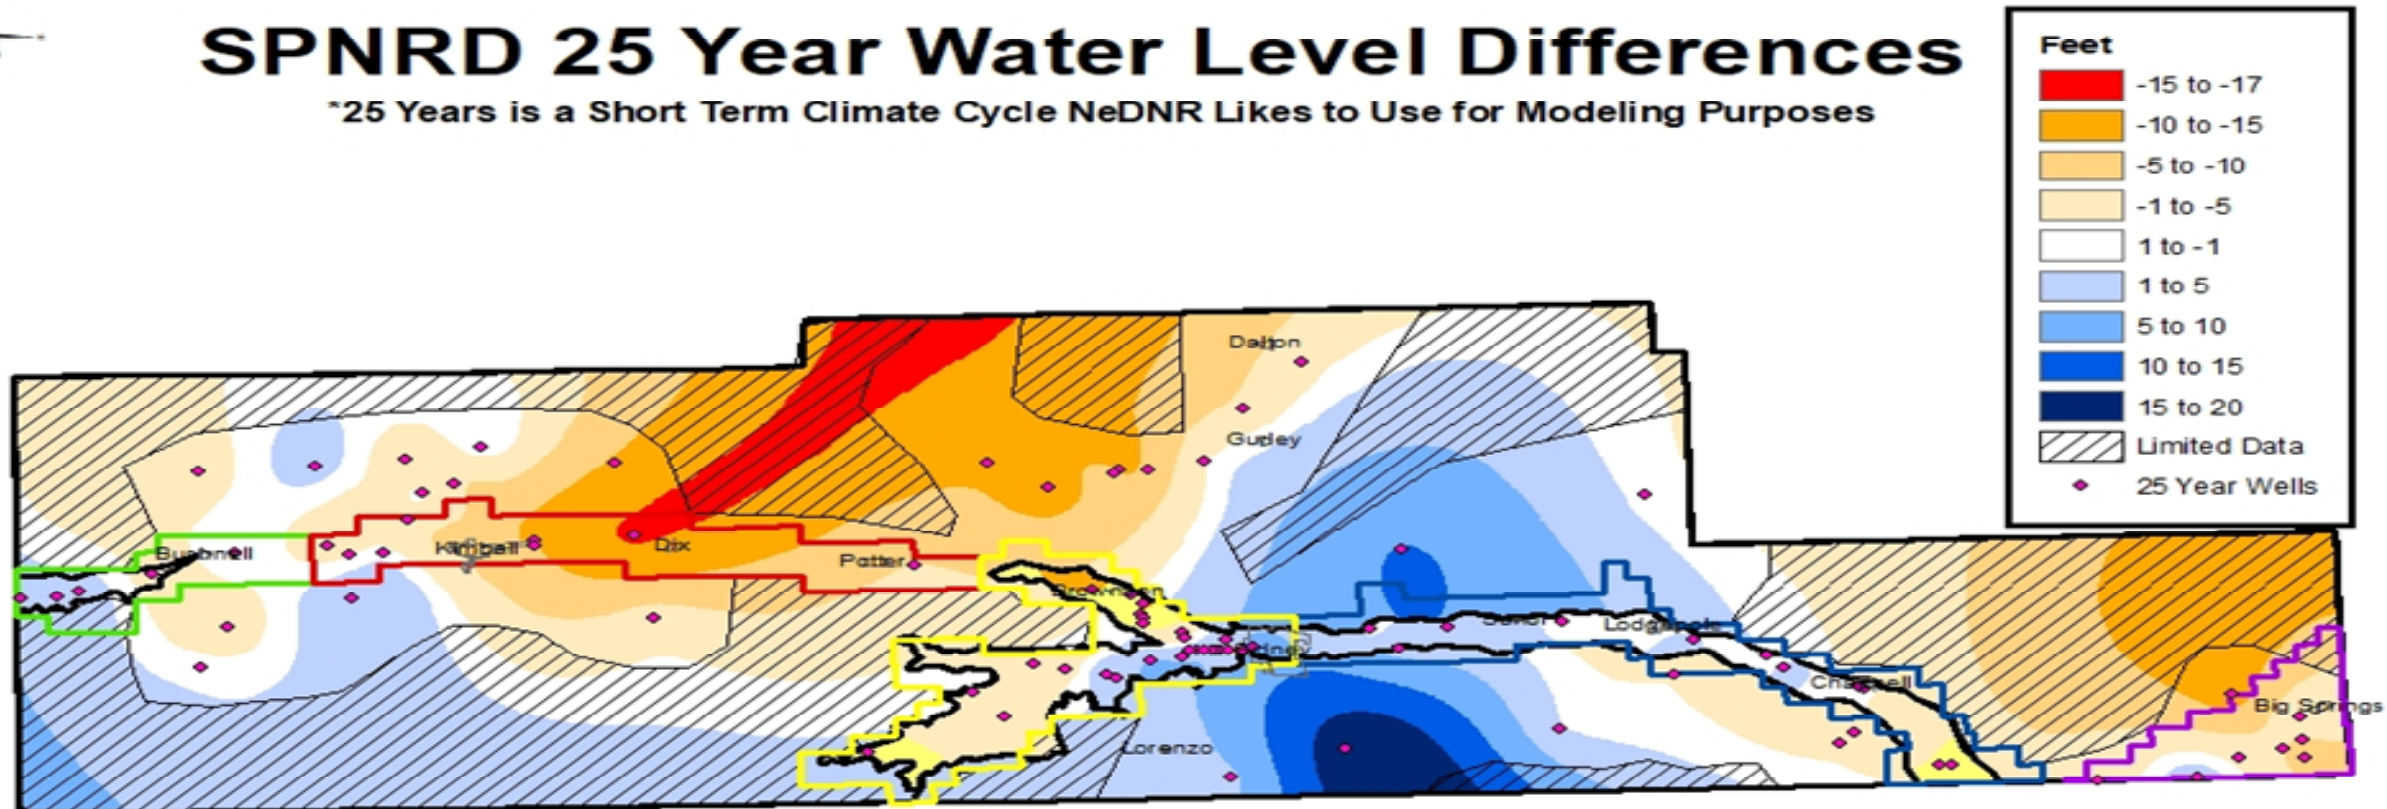 SPNRD 25 Year Water Level Differences
*25 Years is a Short Term Climate Cycle NeDNR Likes to Use for Modeling Purposes
Feet
-15 to -17
-10 to -15
-5 to -10
-1 to -5
1 to -1
1 to 5
5 to 10
10 to 15
15 to 20
Limited Data
25 Year Wells
Dalton
Gurley
Bushnell
Kimball
Dix
Potter
Lodgepole
Chappell
Big Springs
Lorenzo